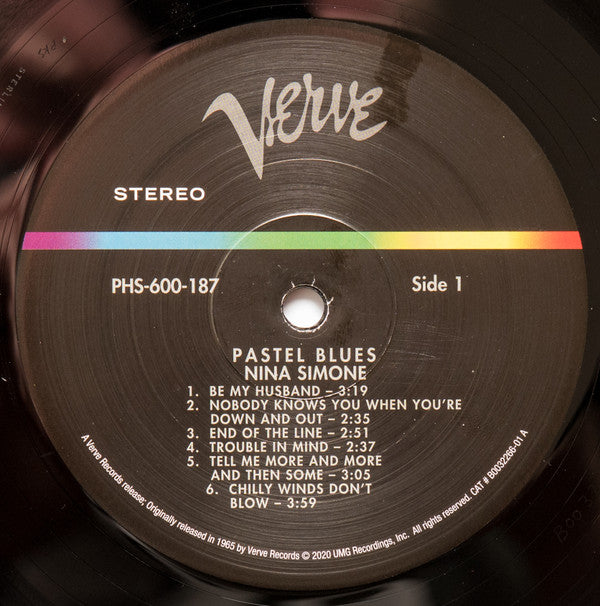 Verve
STEREO
PHS-600-187
Side 1
PASTEL BLUES
NINA SIMONE
1. BE MY HUSBAND – 3:19
2. NOBODY KNOWS YOU WHEN YOU'RE
DOWN AND OUT – 2:35
3. END OF THE LINE – 2:51
4. TROUBLE IN MIND – 2:37
5. TELL ME MORE AND MORE
AND THEN SOME – 3:05
6. CHILLY WINDS DON'T
BLOW – 3:59
A Verve Records release; Originally released in 1965 by Verve Records © 2020 UMG Recordings, Inc. All rights reserved. CAT # B0032266-01 A